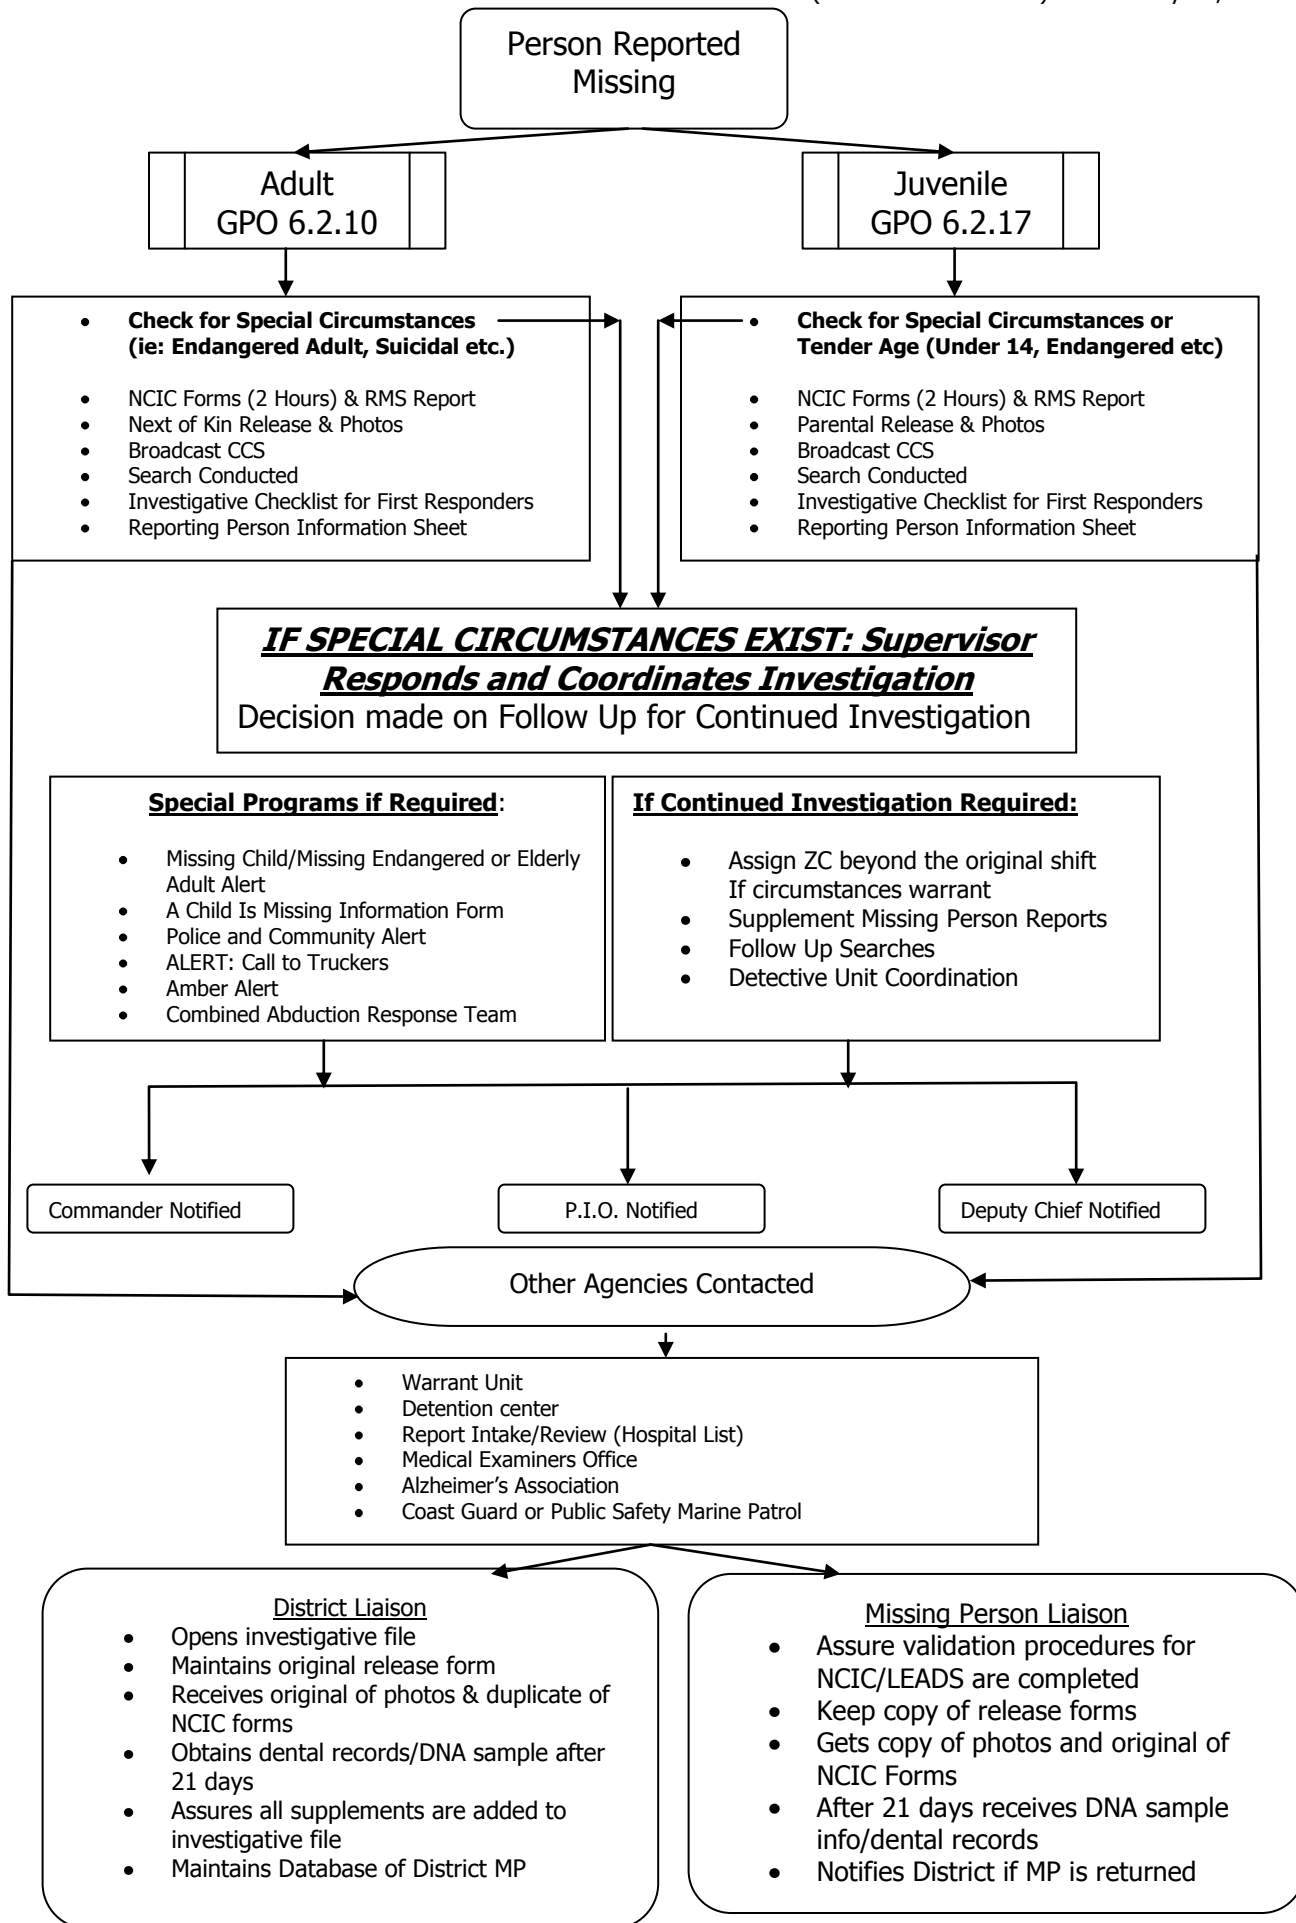 Person Reported
Missing
Adult
GPO 6.2.10
Juvenile
GPO 6.2.17
• Check for Special Circumstances
(ie: Endangered Adult, Suicidal etc.)
• NCIC Forms (2 Hours) & RMS Report
• Next of Kin Release & Photos
• Broadcast CCS
• Search Conducted
• Investigative Checklist for First Responders
• Reporting Person Information Sheet
• Check for Special Circumstances or
Tender Age (Under 14, Endangered etc)
• NCIC Forms (2 Hours) & RMS Report
• Parental Release & Photos
• Broadcast CCS
• Search Conducted
• Investigative Checklist for First Responders
• Reporting Person Information Sheet
IF SPECIAL CIRCUMSTANCES EXIST: Supervisor
Responds and Coordinates Investigation
Decision made on Follow Up for Continued Investigation
Special Programs if Required:
• Missing Child/Missing Endangered or Elderly
Adult Alert
• A Child Is Missing Information Form
• Police and Community Alert
• ALERT: Call to Truckers
• Amber Alert
• Combined Abduction Response Team
If Continued Investigation Required:
• Assign ZC beyond the original shift
If circumstances warrant
• Supplement Missing Person Reports
• Follow Up Searches
• Detective Unit Coordination
Commander Notified
P.I.O. Notified
Deputy Chief Notified
Other Agencies Contacted
• Warrant Unit
• Detention center
• Report Intake/Review (Hospital List)
• Medical Examiners Office
• Alzheimer’s Association
• Coast Guard or Public Safety Marine Patrol
District Liaison
• Opens investigative file
• Maintains original release form
• Receives original of photos & duplicate of
NCIC forms
• Obtains dental records/DNA sample after
21 days
• Assures all supplements are added to
investigative file
• Maintains Database of District MP
Missing Person Liaison
• Assure validation procedures for
NCIC/LEADS are completed
• Keep copy of release forms
• Gets copy of photos and original of
NCIC Forms
• After 21 days receives DNA sample
info/dental records
• Notifies District if MP is returned